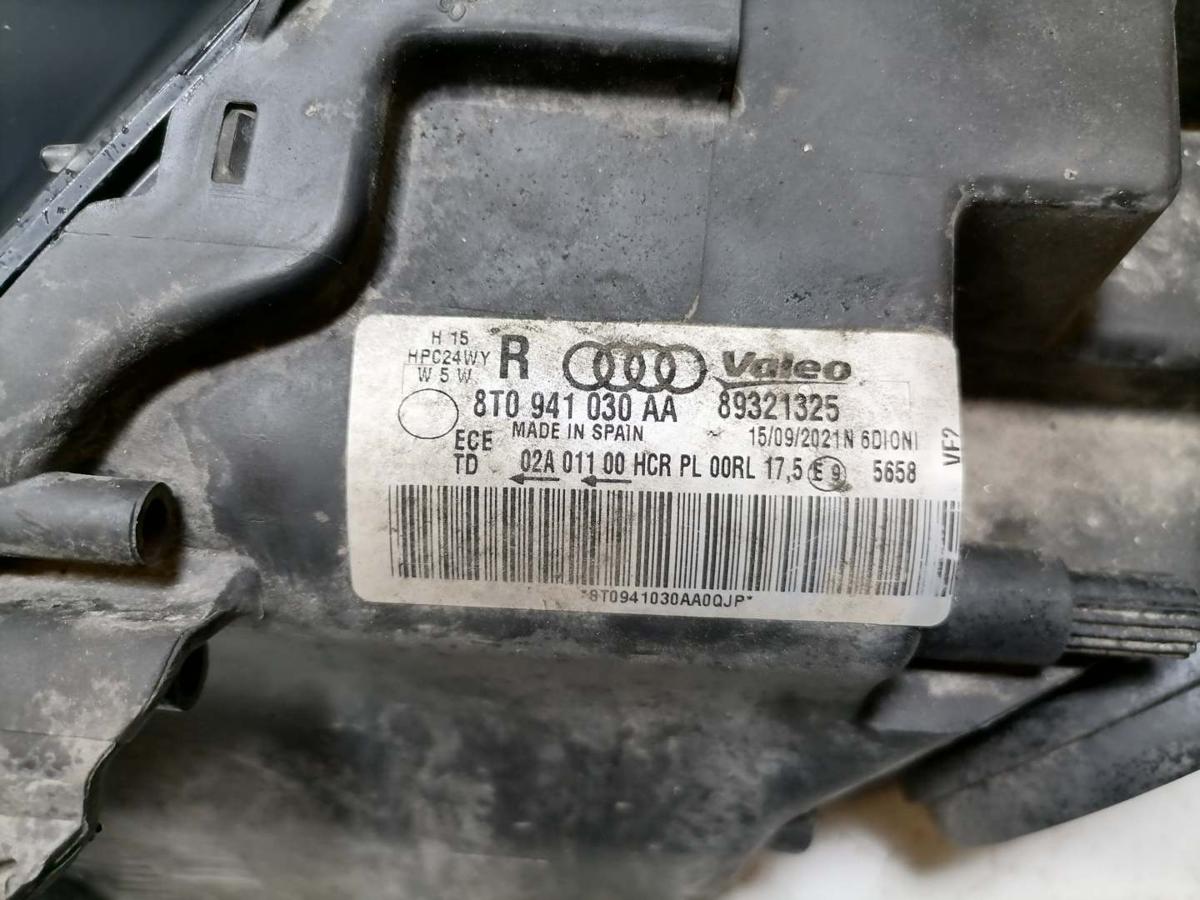 H 15
HPC24WY
W 5 W
R
Valeo
8T0 941 030 AA 89321325
MADE IN SPAIN
15/09/2021N 6DIONI
ECE
TD
02A 011 00 HCR PL 00RL 17,5 E 9 5658
VF2
*8T0941030AA0QJP*